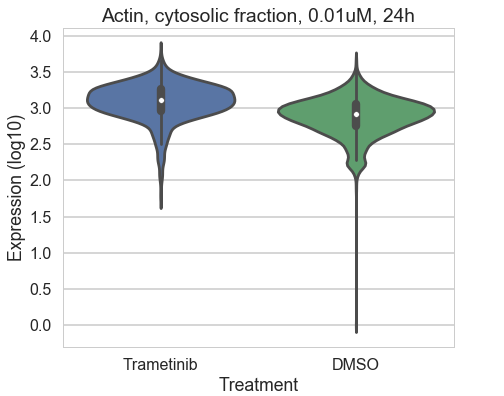 Actin, cytosolic fraction, 0.01uM, 24h
Expression (log10)
4.0
3.5
3.0
2.5
2.0
1.5
1.0
0.5
0.0
Trametinib
DMSO
Treatment